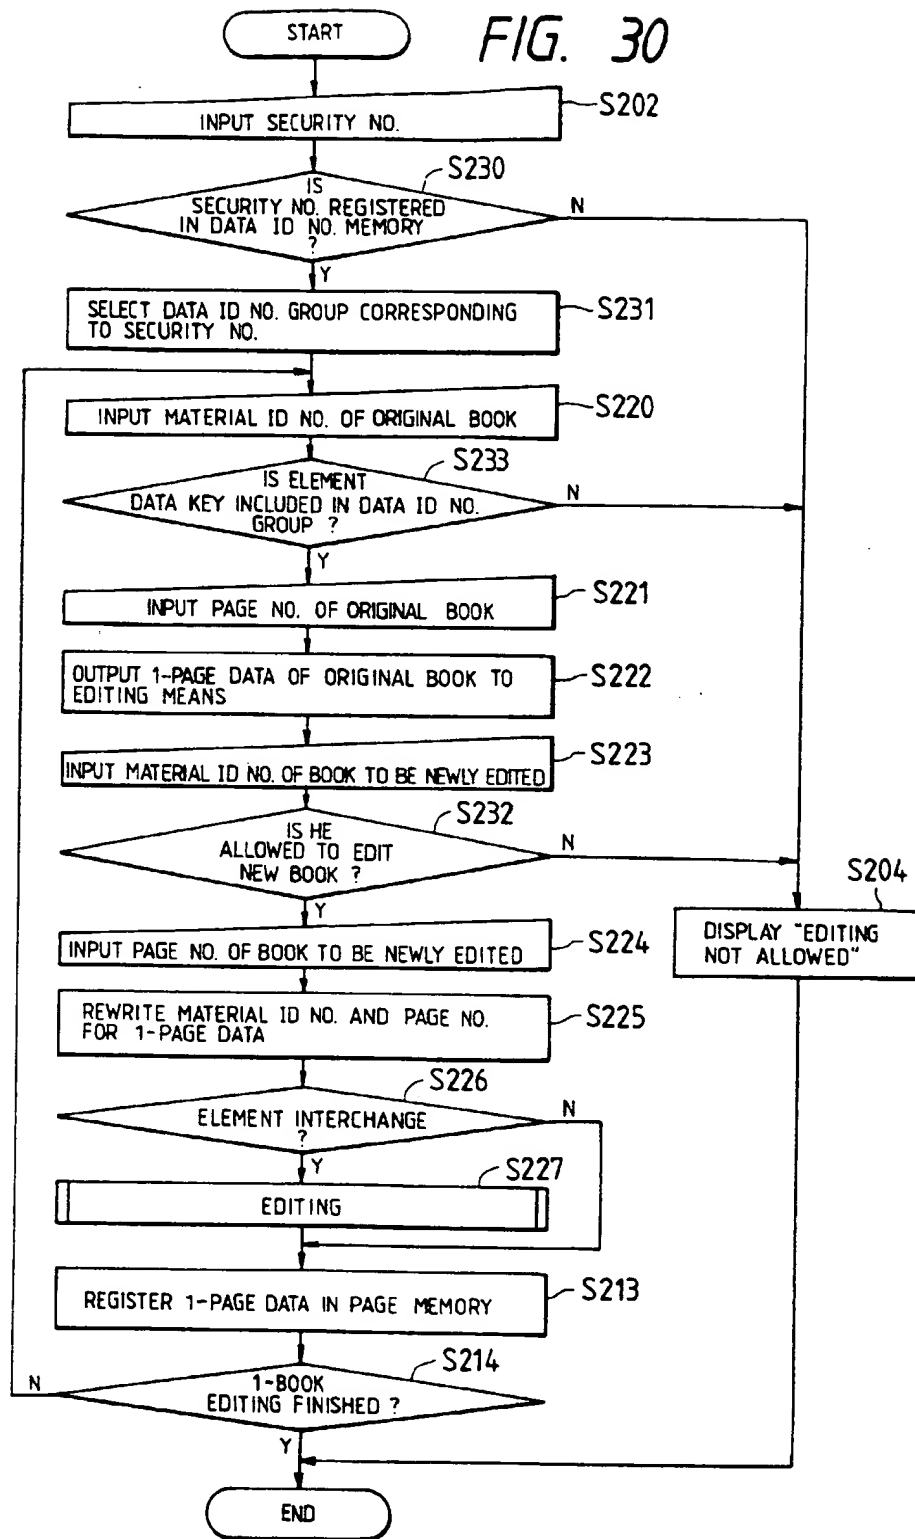 START
FIG. 30
INPUT SECURITY NO.
S202
S230
IS
SECURITY NO. REGISTERED
IN DATA ID NO. MEMORY
?
N
Y
SELECT DATA ID NO. GROUP CORRESPONDING
TO SECURITY NO.
S231
INPUT MATERIAL ID NO. OF ORIGINAL BOOK
S220
S233
IS ELEMENT
DATA KEY INCLUDED IN DATA ID NO.
GROUP ?
N
Y
INPUT PAGE NO. OF ORIGINAL BOOK
S221
OUTPUT 1-PAGE DATA OF ORIGINAL BOOK TO
EDITING MEANS
S222
INPUT MATERIAL ID NO. OF BOOK TO BE NEWLY EDITED
S223
S232
IS HE
ALLOWED TO EDIT
NEW BOOK ?
N
Y
S204
DISPLAY "EDITING
NOT ALLOWED"
INPUT PAGE NO. OF BOOK TO BE NEWLY EDITED
S224
REWRITE MATERIAL ID NO. AND PAGE NO.
FOR 1-PAGE DATA
S225
S226
ELEMENT INTERCHANGE
?
N
Y
S227
EDITING
REGISTER 1-PAGE DATA IN PAGE MEMORY
S213
S214
1-BOOK
EDITING FINISHED ?
N
Y
END